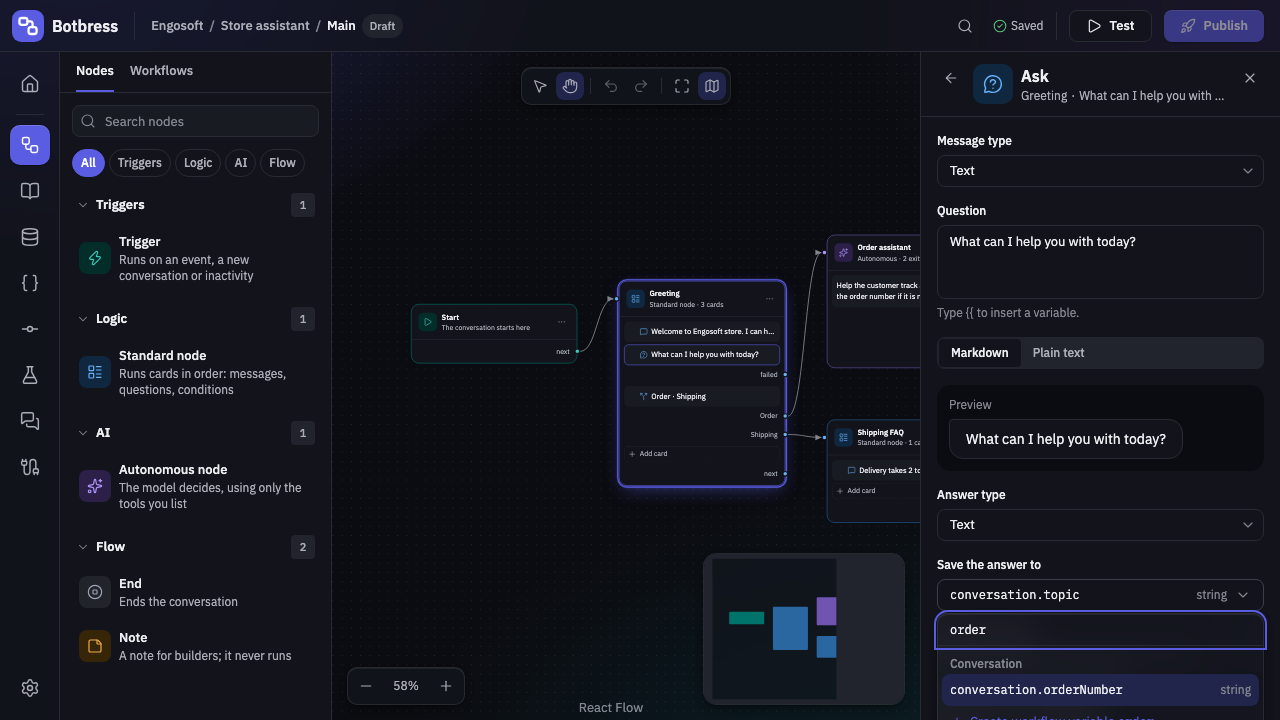 Botbress
Engosoft / Store assistant / Main
Draft
Saved
Test
Publish
Nodes
Workflows
Search nodes
All
Triggers
Logic
AI
Flow
Triggers
1
Trigger
Runs on an event, a new
conversation or inactivity
Logic
1
Standard node
Runs cards in order: messages,
questions, conditions
AI
1
Autonomous node
The model decides, using only the
tools you list
Flow
2
End
Ends the conversation
Note
A note for builders; it never runs
Start
The conversation starts here
next
Greeting
Standard node · 3 cards
Welcome to Engosoft store. I can h...
What can I help you with today?
failed
Order · Shipping
Order
Shipping
Add card
next
Order assistant
Autonomous · 2 exit
Help the customer track
the order number if it is
Shipping FAQ
Standard node · 1
Delivery takes 2
Add card
58%
React Flow
Ask
Greeting · What can I help you with ...
Message type
Text
Question
What can I help you with today?
Type {{ to insert a variable.
Markdown
Plain text
Preview
What can I help you with today?
Answer type
Text
Save the answer to
conversation.topic
string
order
Conversation
conversation.orderNumber
string
Create workflow variable order